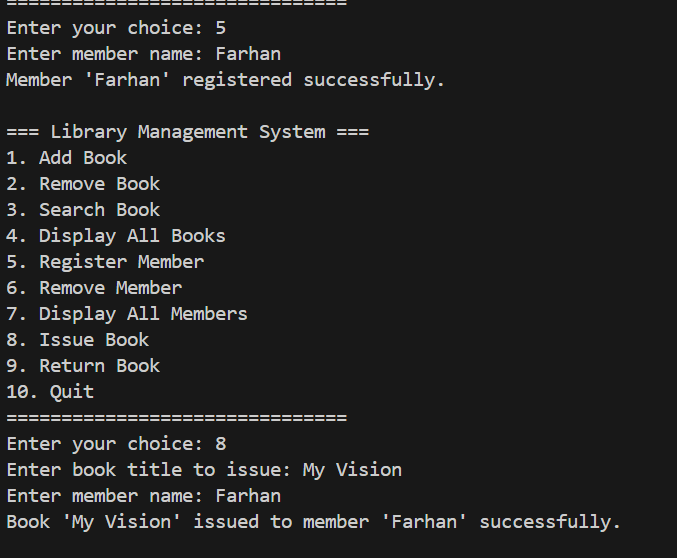 ===============================
Enter your choice: 5
Enter member name: Farhan
Member 'Farhan' registered successfully.
=== Library Management System ===
1. Add Book
2. Remove Book
3. Search Book
4. Display All Books
5. Register Member
6. Remove Member
7. Display All Members
8. Issue Book
9. Return Book
10. Quit
===============================
Enter your choice: 8
Enter book title to issue: My Vision
Enter member name: Farhan
Book 'My Vision' issued to member 'Farhan' successfully.